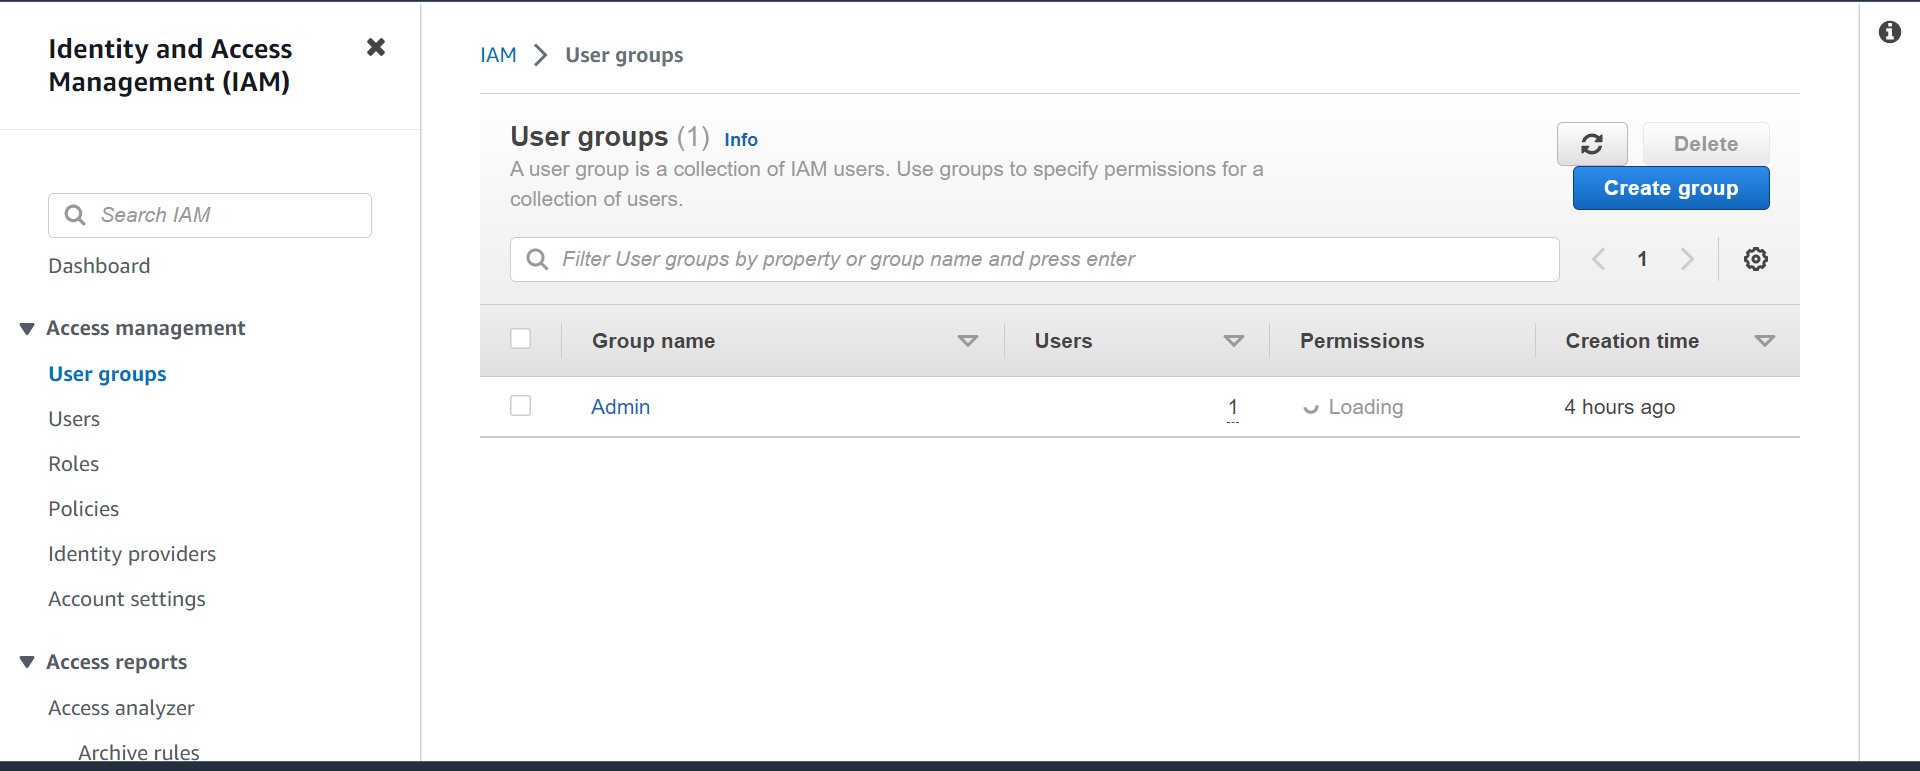 Identity and Access
Management (IAM)
Search IAM
Dashboard
Access management
User groups
Users
Roles
Policies
Identity providers
Account settings
Access reports
Access analyzer
Archive rules
IAM > User groups
User groups (1) Info
A user group is a collection of IAM users. Use groups to specify permissions for a
collection of users.
Delete
Create group
Filter User groups by property or group name and press enter
1
Group name Users Permissions Creation time
Admin 1 Loading 4 hours ago